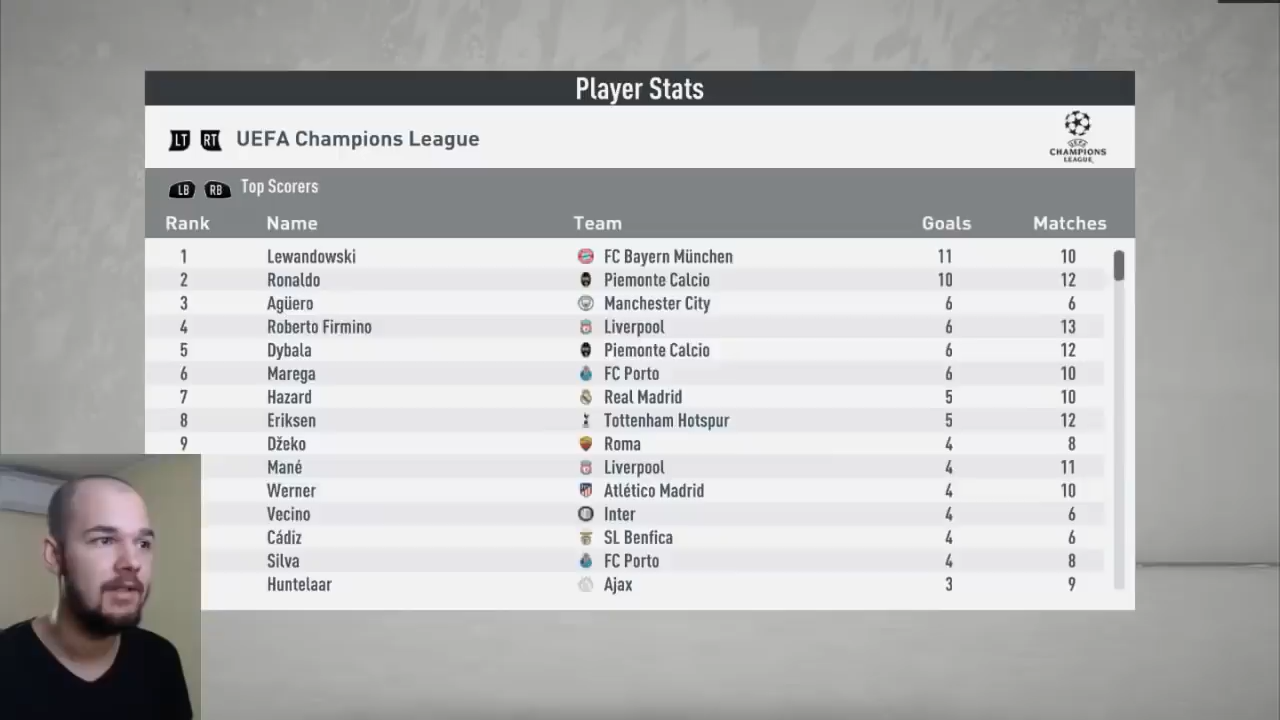 Player Stats
LT RT UEFA Champions League
UEFA
CHAMPIONS
LEAGUE
LB RB Top Scorers
Rank Name Team Goals Matches
1 Lewandowski FC Bayern München 11 10
2 Ronaldo Piemonte Calcio 10 12
3 Agüero Manchester City 6 6
4 Roberto Firmino Liverpool 6 13
5 Dybala Piemonte Calcio 6 12
6 Marega FC Porto 6 10
7 Hazard Real Madrid 5 10
8 Eriksen Tottenham Hotspur 5 12
9 Džeko Roma 4 8
Mané Liverpool 4 11
Werner Atlético Madrid 4 10
Vecino Inter 4 6
Cádiz SL Benfica 4 6
Silva FC Porto 4 8
Huntelaar Ajax 3 9